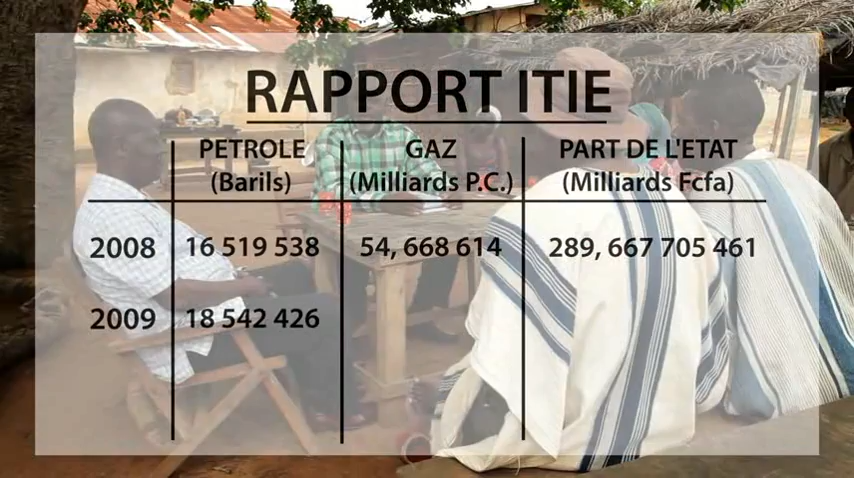 RAPPORT ITIE
PETROLE (Barils) GAZ (Milliards P.C.) PART DE L'ETAT (Milliards Fcfa)
2008 16 519 538 54, 668 614 289, 667 705 461
2009 18 542 426